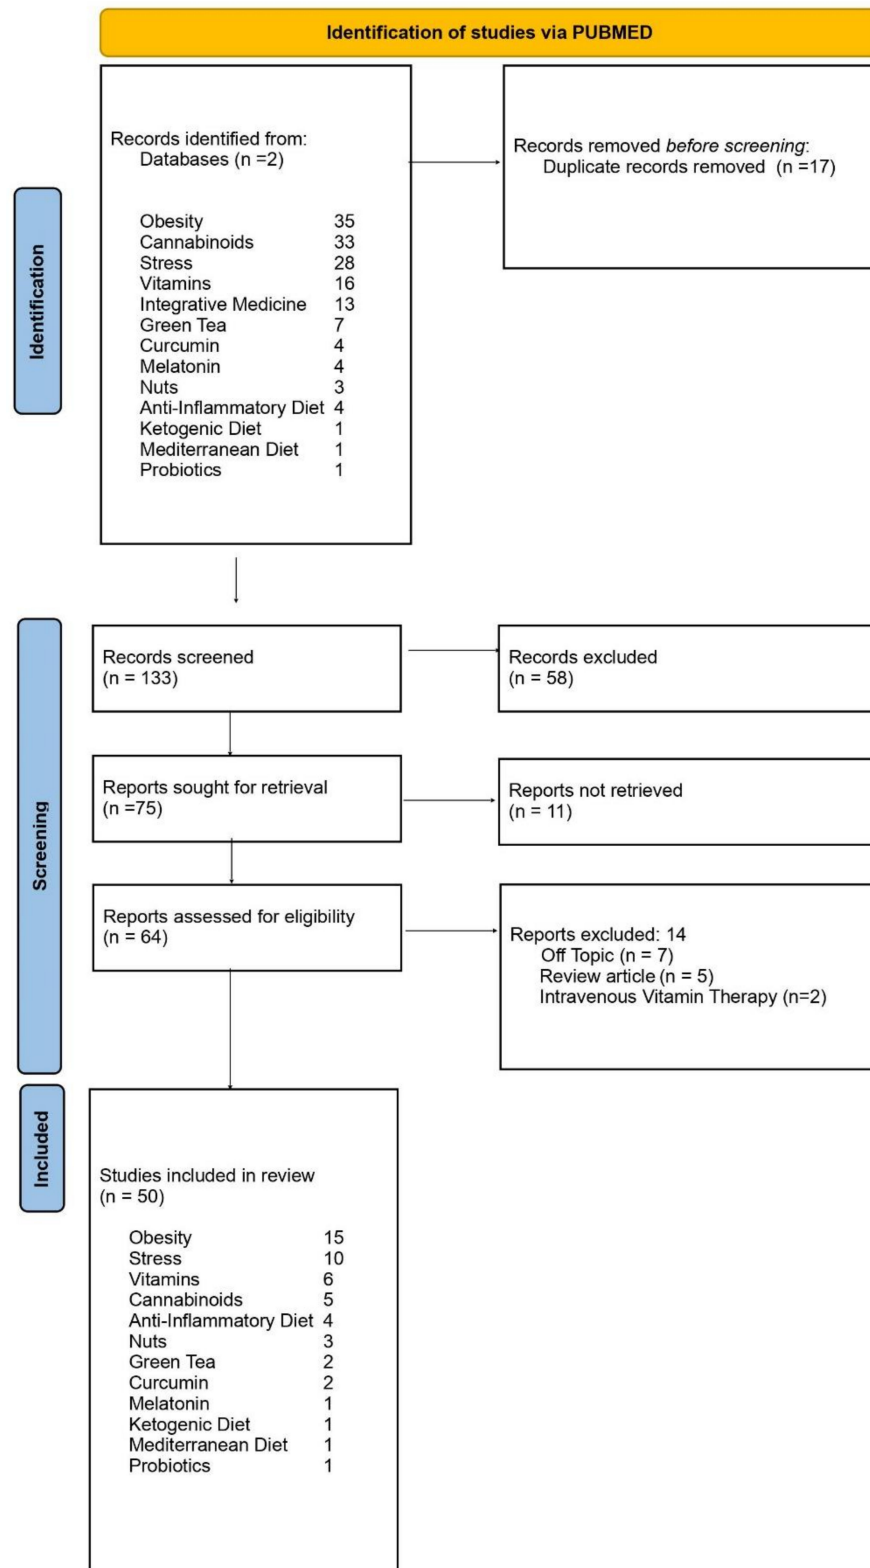 Identification of studies via PUBMED
Identification
Records identified from:
Databases (n =2)
Obesity 35
Cannabinoids 33
Stress 28
Vitamins 16
Integrative Medicine 13
Green Tea 7
Curcumin 4
Melatonin 4
Nuts 3
Anti-Inflammatory Diet 4
Ketogenic Diet 1
Mediterranean Diet 1
Probiotics 1
Records removed before screening:
Duplicate records removed (n =17)
Screening
Records screened
(n = 133)
Records excluded
(n = 58)
Reports sought for retrieval
(n =75)
Reports not retrieved
(n = 11)
Reports assessed for eligibility
(n = 64)
Reports excluded: 14
Off Topic (n = 7)
Review article (n = 5)
Intravenous Vitamin Therapy (n=2)
Included
Studies included in review
(n = 50)
Obesity 15
Stress 10
Vitamins 6
Cannabinoids 5
Anti-Inflammatory Diet 4
Nuts 3
Green Tea 2
Curcumin 2
Melatonin 1
Ketogenic Diet 1
Mediterranean Diet 1
Probiotics 1